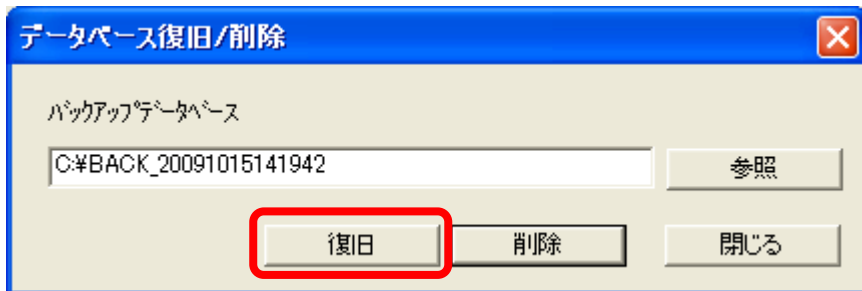 データベース復旧/削除
ﾊﾞｯｸｱｯﾌﾟﾃﾞｰﾀﾍﾞｰｽ
C:¥BACK_20091015141942
参照
復旧
削除
閉じる